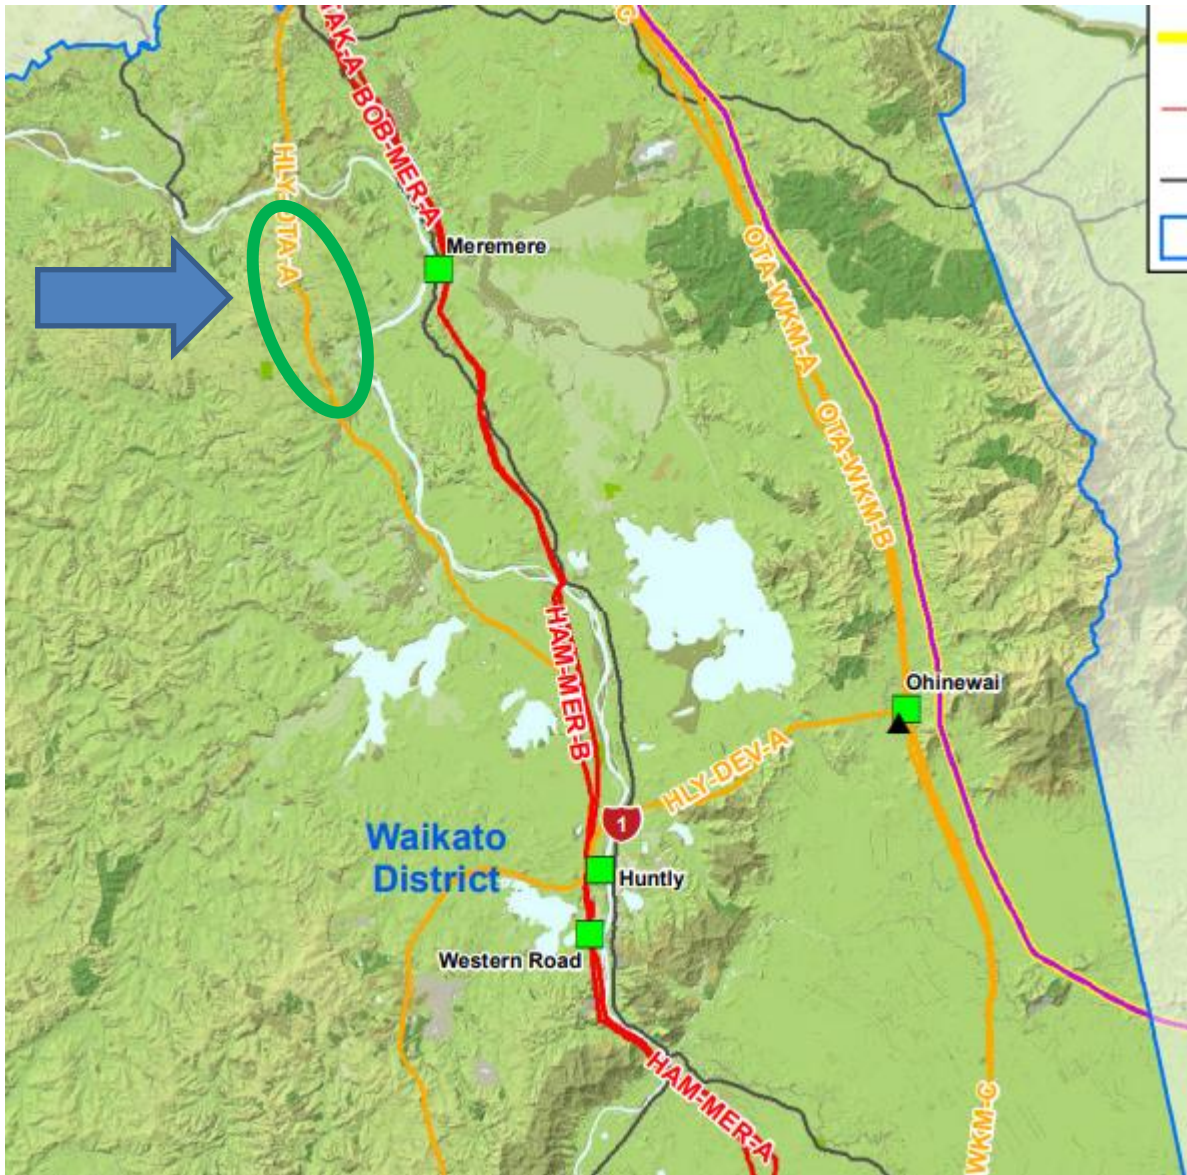 TAK-A BOB-MER-A
HLY-OTA-A
Meremere
OTA-WKM-A
OTA-WKM-B
HAM-MER-B
Ohinewai
HLY-DEV-A
1
Waikato
District
Huntly
Western Road
HAM-MER-A
WKM-C